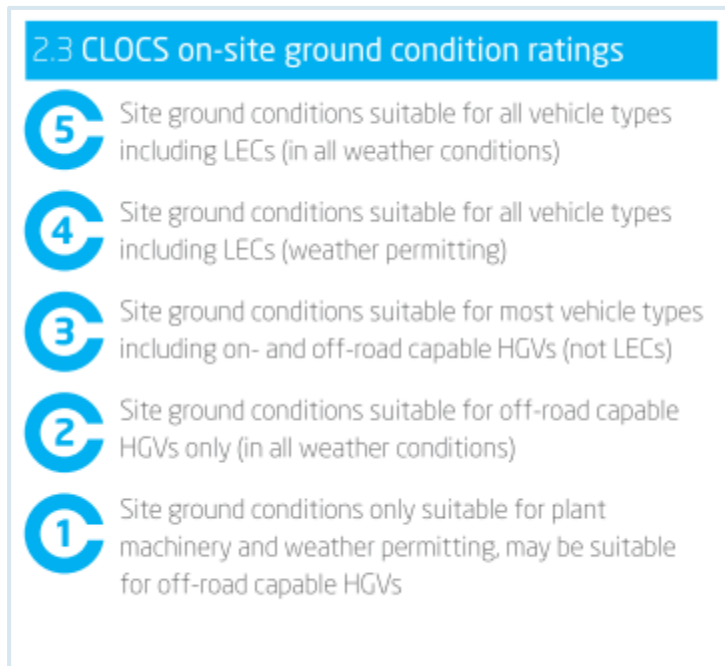 2.3 CLOCS on-site ground condition ratings
5
Site ground conditions suitable for all vehicle types
including LECs (in all weather conditions)
4
Site ground conditions suitable for all vehicle types
including LECs (weather permitting)
3
Site ground conditions suitable for most vehicle types
including on- and off-road capable HGVs (not LECs)
2
Site ground conditions suitable for off-road capable
HGVs only (in all weather conditions)
1
Site ground conditions only suitable for plant
machinery and weather permitting, may be suitable
for off-road capable HGVs